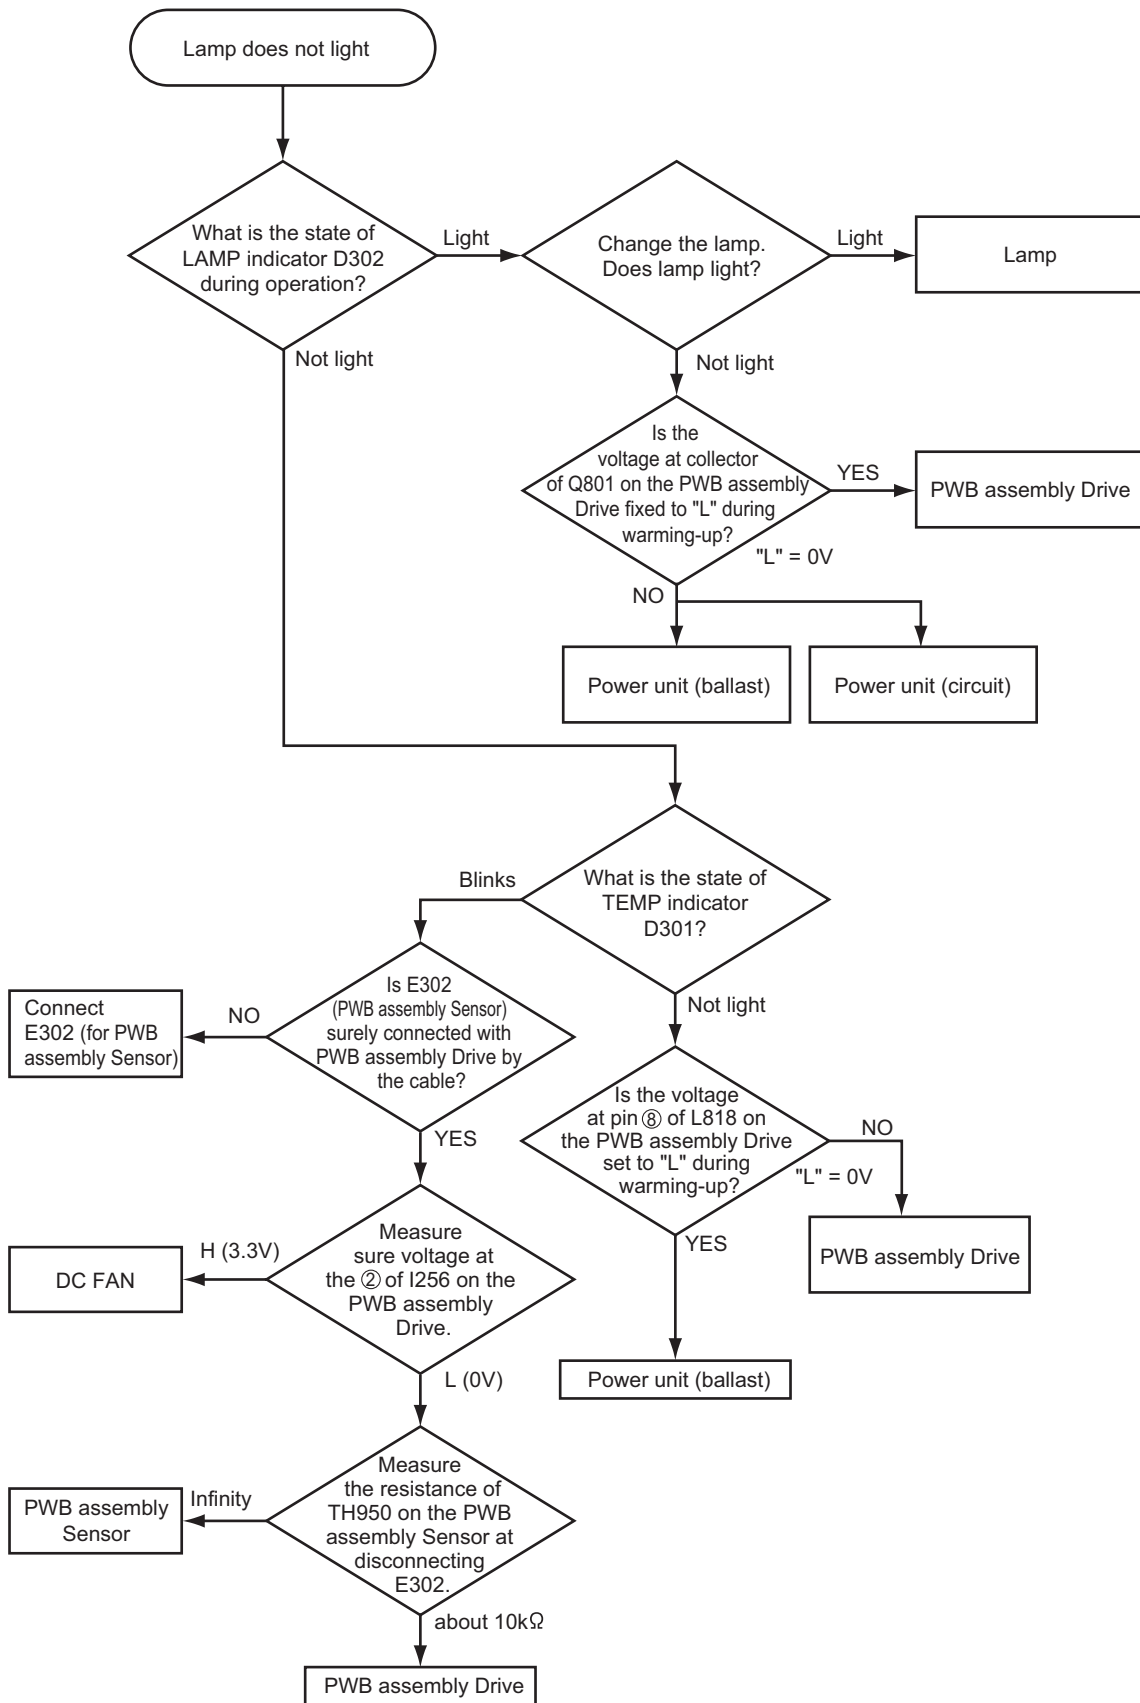 Lamp does not light
What is the state of
LAMP indicator D302
during operation?
Light
Change the lamp.
Does lamp light?
Light
Lamp
Not light
Not light
Is the
voltage at collector
of Q801 on the PWB assembly
Drive fixed to "L" during
warming-up?
YES
PWB assembly Drive
"L" = 0V
NO
Power unit (ballast)
Power unit (circuit)
What is the state of
TEMP indicator
D301?
Blinks
Not light
Is E302
(PWB assembly Sensor)
surely connected with
PWB assembly Drive by
the cable?
NO
Connect
E302 (for PWB
assembly Sensor)
YES
Is the voltage
at pin ⑧ of L818 on
the PWB assembly Drive
set to "L" during
warming-up?
NO
"L" = 0V
PWB assembly Drive
YES
Power unit (ballast)
Measure
sure voltage at
the ② of I256 on the
PWB assembly
Drive.
H (3.3V)
DC FAN
L (0V)
Measure
the resistance of
TH950 on the PWB
assembly Sensor at
disconnecting
E302.
Infinity
PWB assembly
Sensor
about 10kΩ
PWB assembly Drive